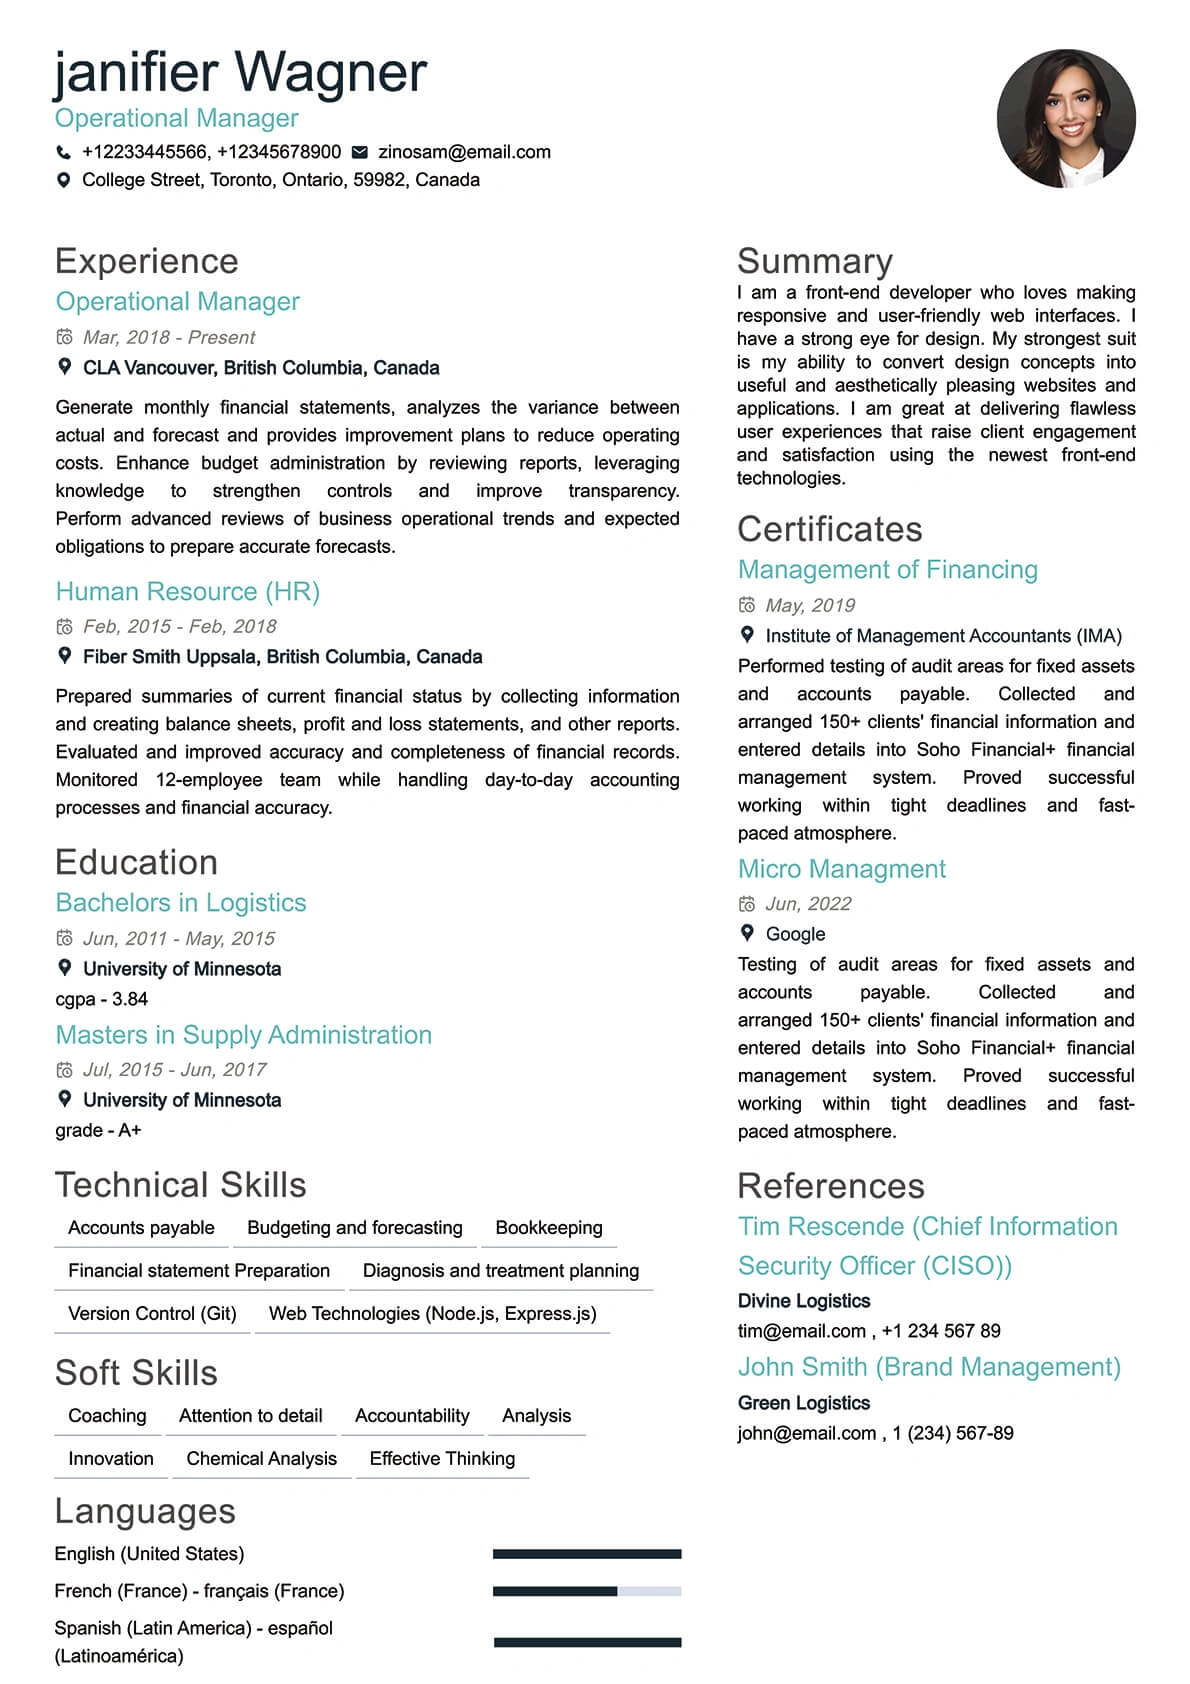 janifier Wagner
Operational Manager
+12233445566, +12345678900 zinosam@email.com
College Street, Toronto, Ontario, 59982, Canada
Experience
Operational Manager
Mar, 2018 - Present
CLA Vancouver, British Columbia, Canada
Generate monthly financial statements, analyzes the variance between
actual and forecast and provides improvement plans to reduce operating
costs. Enhance budget administration by reviewing reports, leveraging
knowledge to strengthen controls and improve transparency.
Perform advanced reviews of business operational trends and expected
obligations to prepare accurate forecasts.
Human Resource (HR)
Feb, 2015 - Feb, 2018
Fiber Smith Uppsala, British Columbia, Canada
Prepared summaries of current financial status by collecting information
and creating balance sheets, profit and loss statements, and other reports.
Evaluated and improved accuracy and completeness of financial records.
Monitored 12-employee team while handling day-to-day accounting
processes and financial accuracy.
Education
Bachelors in Logistics
Jun, 2011 - May, 2015
University of Minnesota
cgpa - 3.84
Masters in Supply Administration
Jul, 2015 - Jun, 2017
University of Minnesota
grade - A+
Technical Skills
Accounts payable Budgeting and forecasting Bookkeeping
Financial statement Preparation Diagnosis and treatment planning
Version Control (Git) Web Technologies (Node.js, Express.js)
Soft Skills
Coaching Attention to detail Accountability Analysis
Innovation Chemical Analysis Effective Thinking
Languages
English (United States)
French (France) - français (France)
Spanish (Latin America) - español
(Latinoamérica)
Summary
I am a front-end developer who loves making
responsive and user-friendly web interfaces. I
have a strong eye for design. My strongest suit
is my ability to convert design concepts into
useful and aesthetically pleasing websites and
applications. I am great at delivering flawless
user experiences that raise client engagement
and satisfaction using the newest front-end
technologies.
Certificates
Management of Financing
May, 2019
Institute of Management Accountants (IMA)
Performed testing of audit areas for fixed assets
and accounts payable. Collected and
arranged 150+ clients' financial information and
entered details into Soho Financial+ financial
management system. Proved successful
working within tight deadlines and fast-
paced atmosphere.
Micro Managment
Jun, 2022
Google
Testing of audit areas for fixed assets and
accounts payable. Collected and
arranged 150+ clients' financial information and
entered details into Soho Financial+ financial
management system. Proved successful
working within tight deadlines and fast-
paced atmosphere.
References
Tim Rescende (Chief Information
Security Officer (CISO))
Divine Logistics
tim@email.com , +1 234 567 89
John Smith (Brand Management)
Green Logistics
john@email.com , 1 (234) 567-89